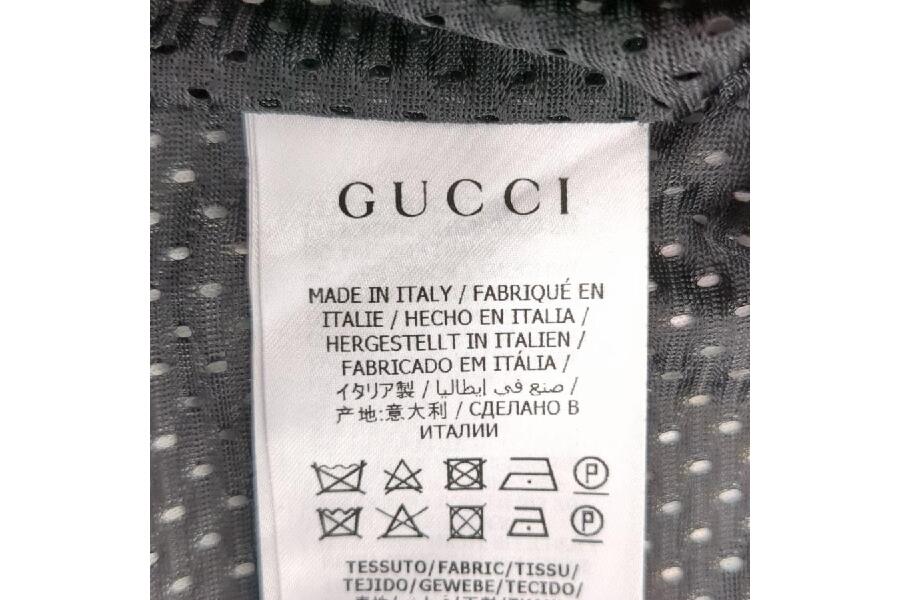 GUCCI
MADE IN ITALY / FABRIQUÉ EN
ITALIE / HECHO EN ITALIA /
HERGESTELLT IN ITALIEN /
FABRICADO EM ITÁLIA /
イタリア製 / صنع في إيطاليا /
产地:意大利 / СДЕЛАНО В
ИТАЛИИ
P
P
TESSUTO/FABRIC/TISSU/
TEJIDO/GEWEBE/TECIDO/